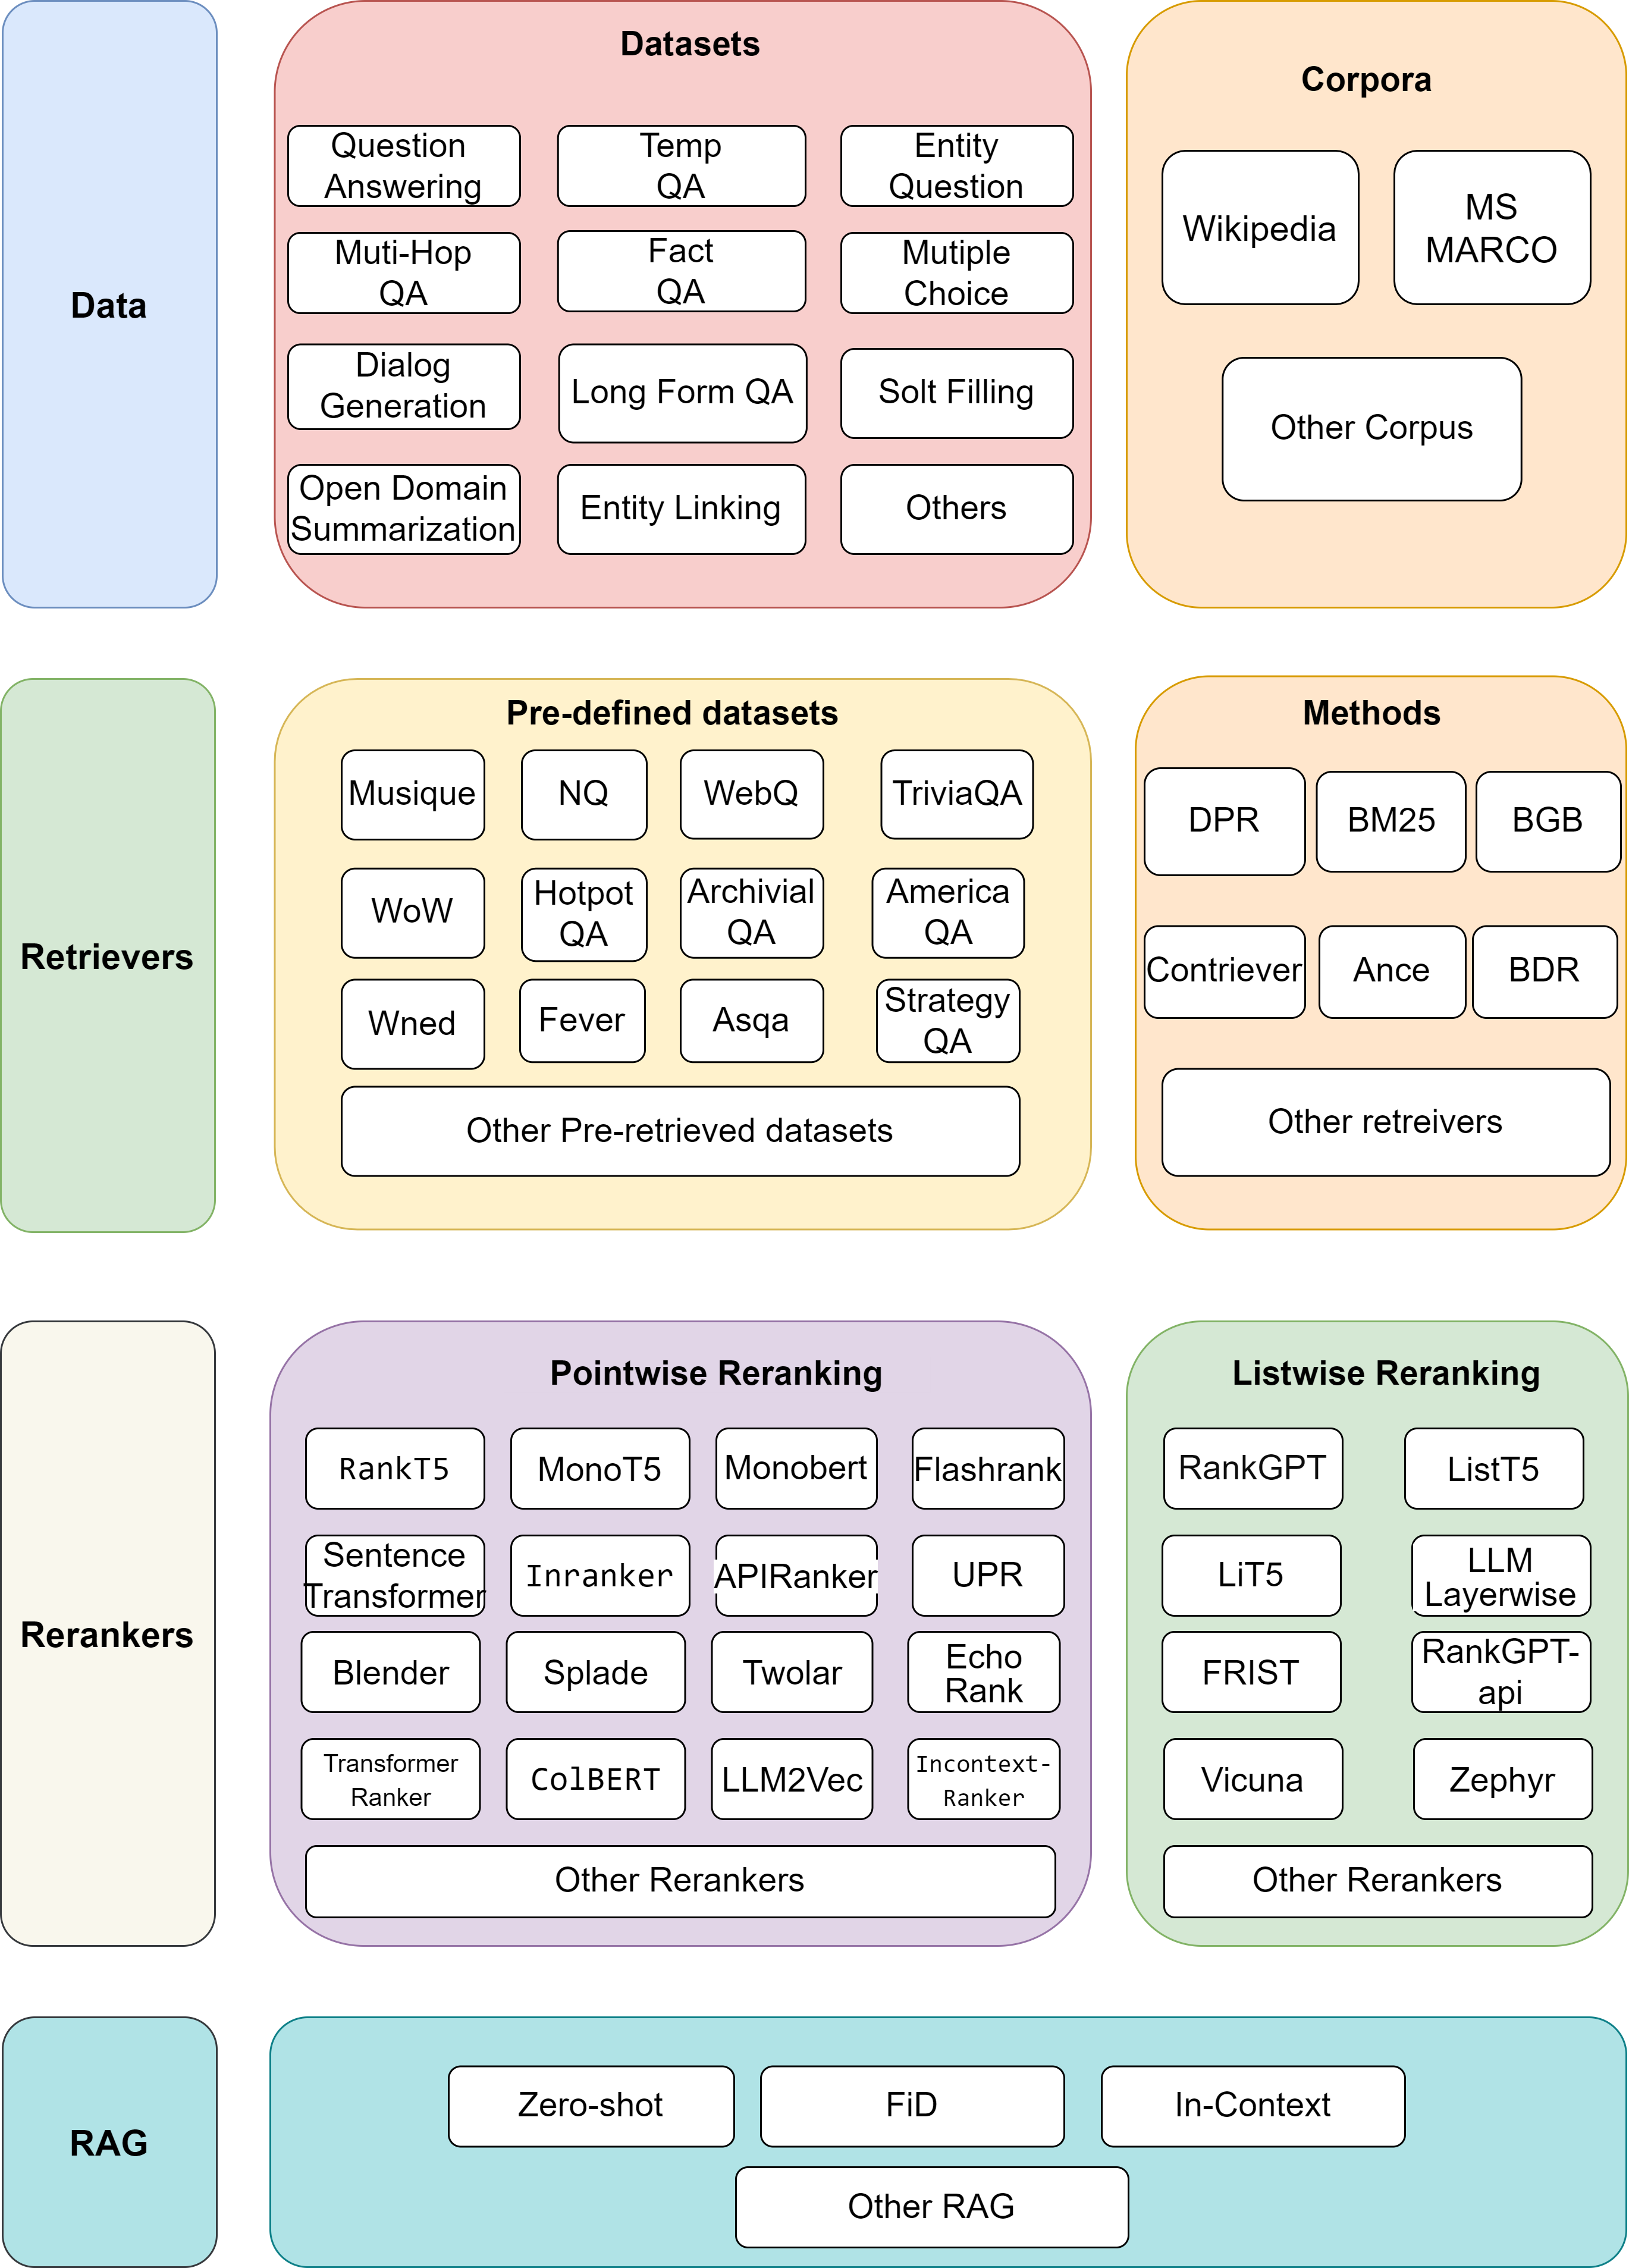 Data
Datasets
Question
Answering
Temp
QA
Entity
Question
Muti-Hop
QA
Fact
QA
Mutiple
Choice
Dialog
Generation
Long Form QA
Solt Filling
Open Domain
Summarization
Entity Linking
Others
Corpora
Wikipedia
MS
MARCO
Other Corpus
Retrievers
Pre-defined datasets
Musique
NQ
WebQ
TriviaQA
WoW
Hotpot
QA
Archivial
QA
America
QA
Wned
Fever
Asqa
Strategy
QA
Other Pre-retrieved datasets
Methods
DPR
BM25
BGB
Contriever
Ance
BDR
Other retreivers
Rerankers
Pointwise Reranking
RankT5
MonoT5
Monobert
Flashrank
Sentence
Transformer
Inranker
APIRanker
UPR
Blender
Splade
Twolar
Echo
Rank
Transformer
Ranker
ColBERT
LLM2Vec
Incontext-
Ranker
Other Rerankers
Listwise Reranking
RankGPT
ListT5
LiT5
LLM
Layerwise
FRIST
RankGPT-
api
Vicuna
Zephyr
Other Rerankers
RAG
Zero-shot
FiD
In-Context
Other RAG